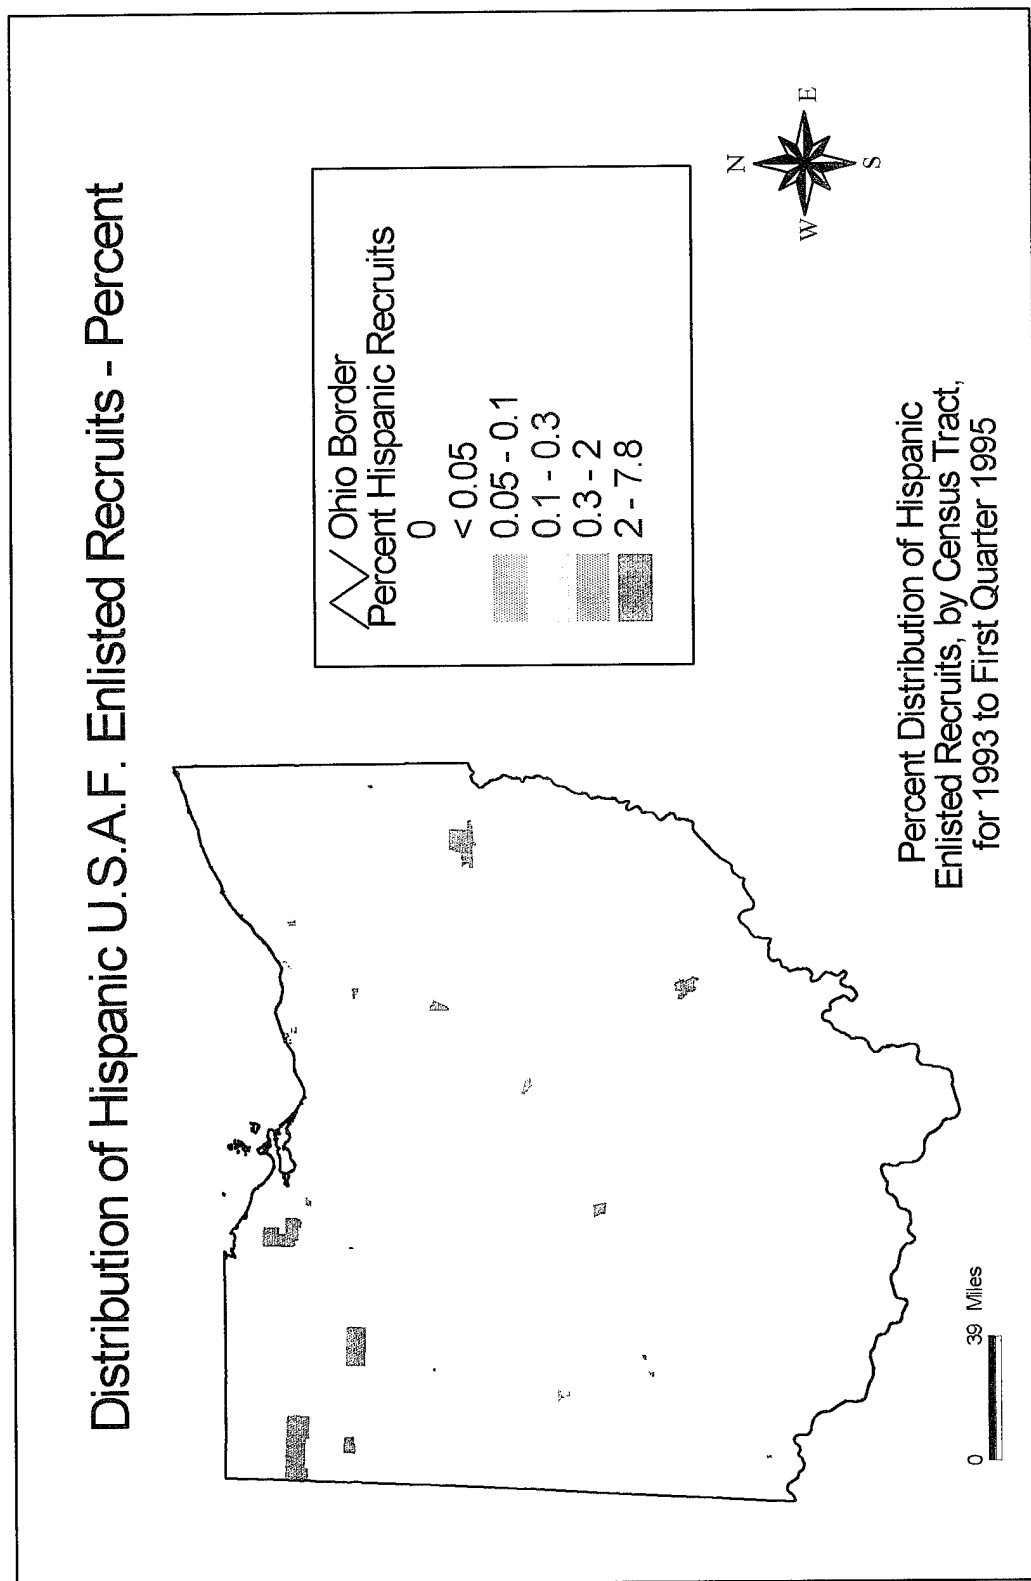 Distribution of Hispanic U.S.A.F. Enlisted Recruits - Percent
Ohio Border
Percent Hispanic Recruits
0
< 0.05
0.05 - 0.1
0.1 - 0.3
0.3 - 2
2 - 7.8
N
W
E
S
0
39 Miles
Percent Distribution of Hispanic
Enlisted Recruits, by Census Tract,
for 1993 to First Quarter 1995